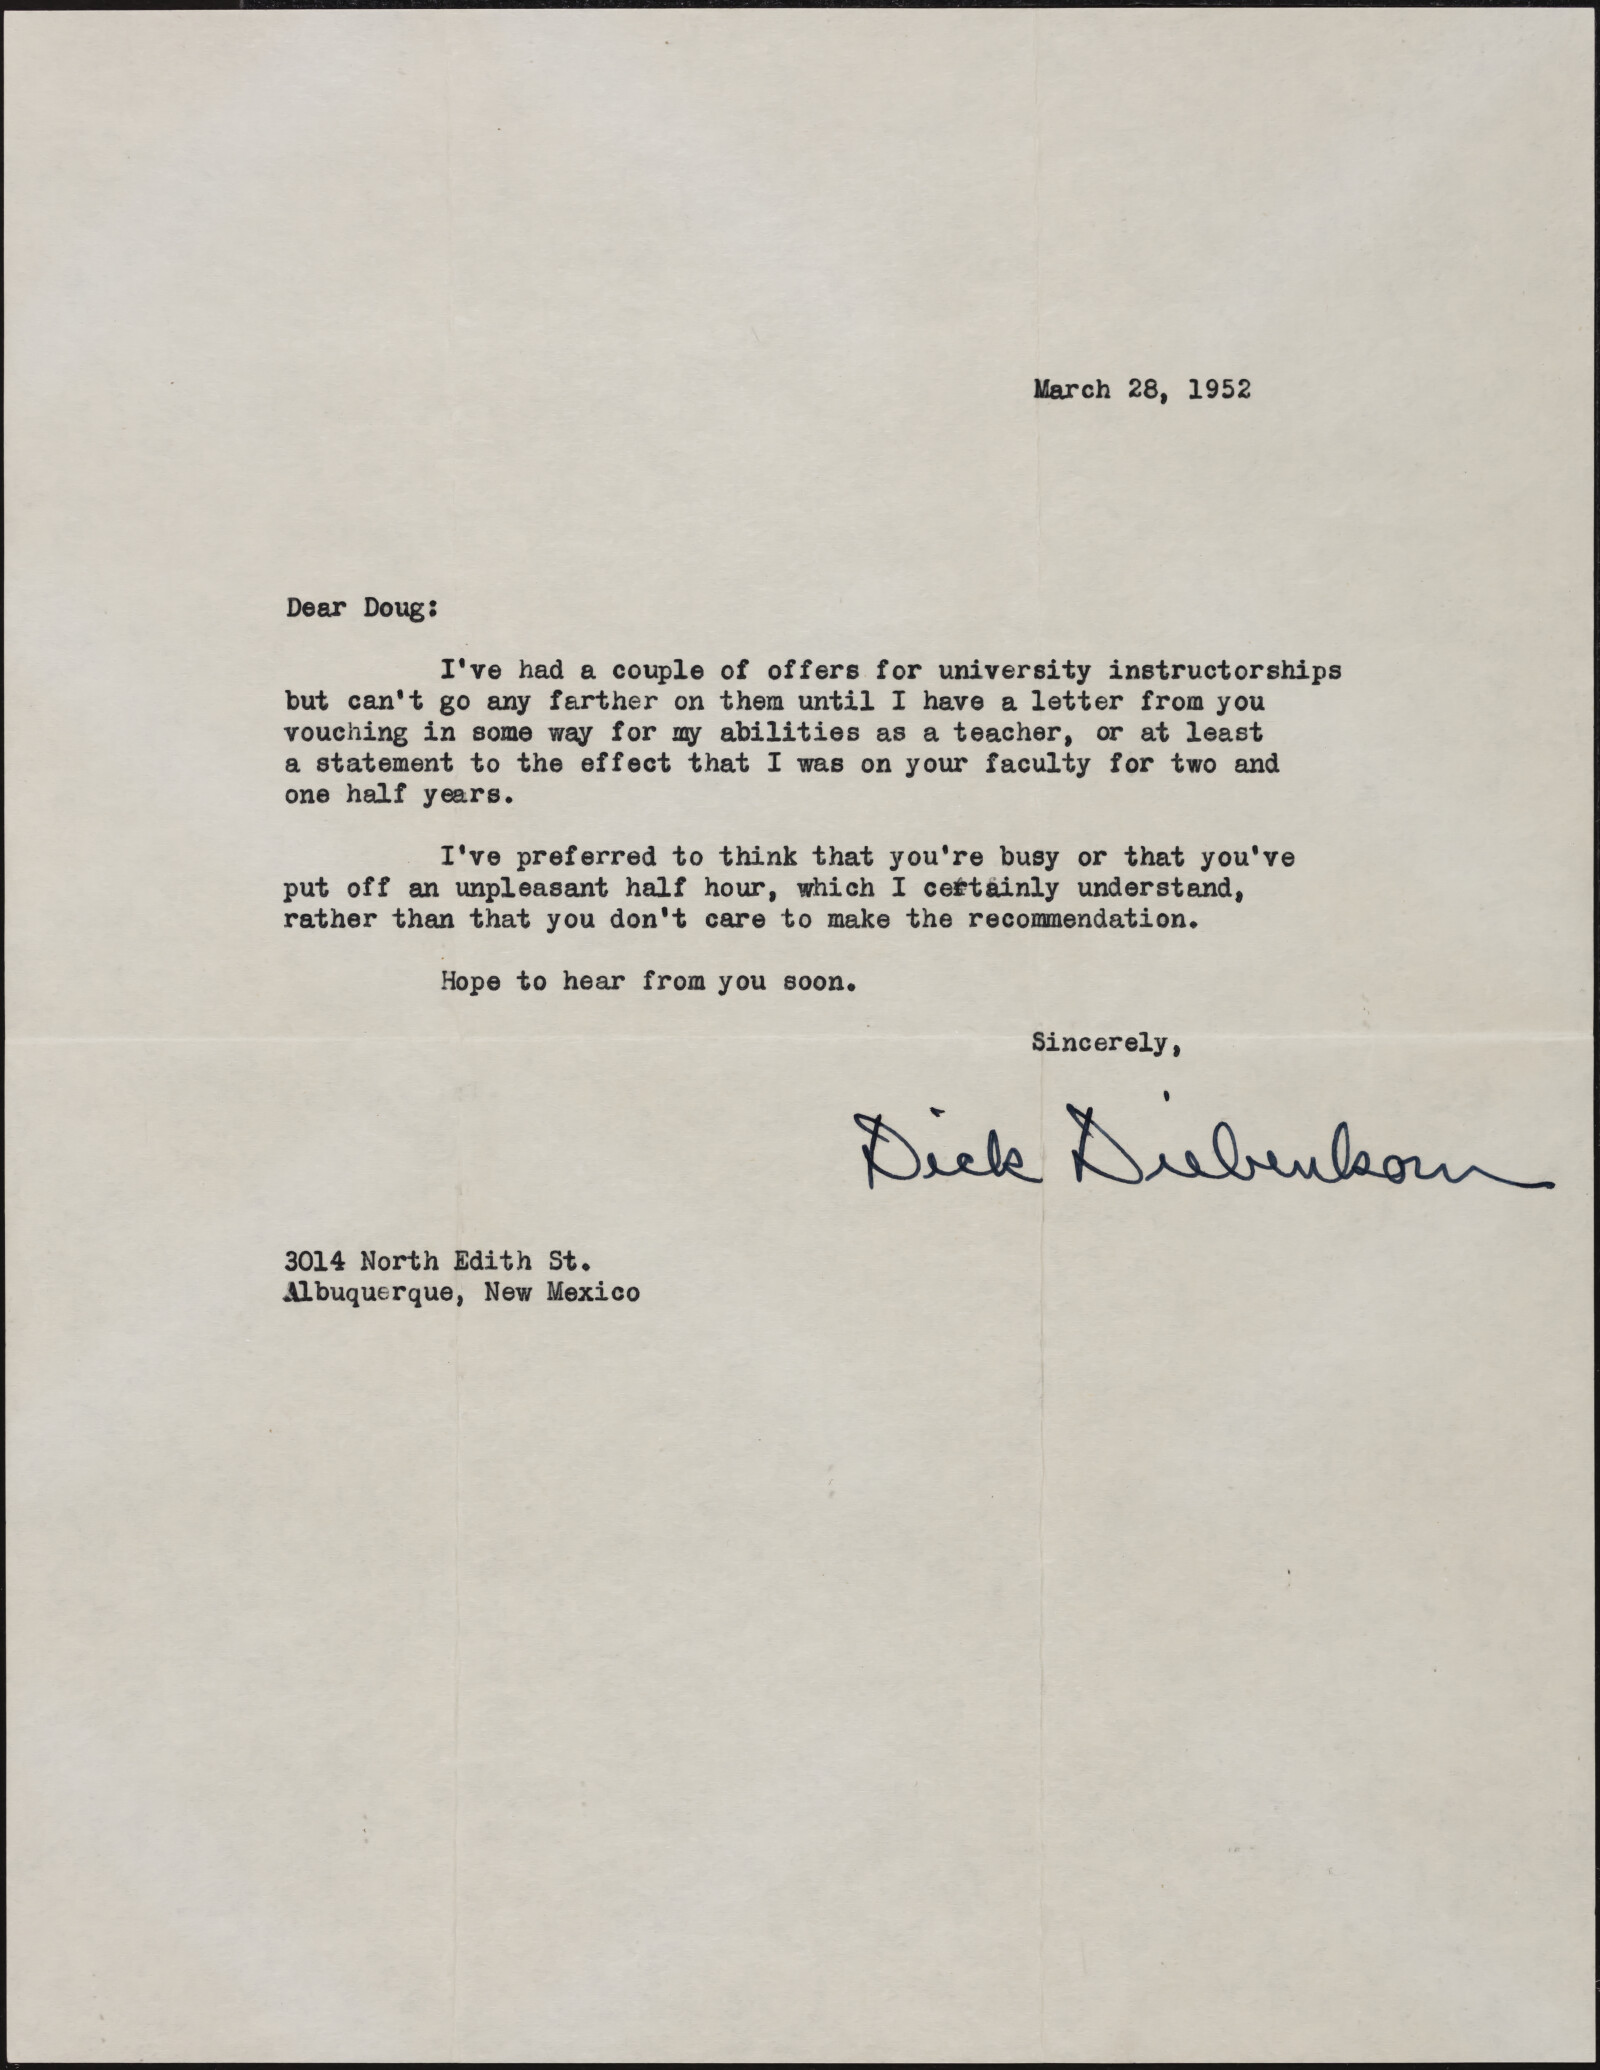 March 28, 1952
Dear Doug:
I've had a couple of offers for university instructorships
but can't go any farther on them until I have a letter from you
vouching in some way for my abilities as a teacher, or at least
a statement to the effect that I was on your faculty for two and
one half years.
I've preferred to think that you're busy or that you've
put off an unpleasant half hour, which I certainly understand,
rather than that you don't care to make the recommendation.
Hope to hear from you soon.
Sincerely,
Dick Diebenkorn
3014 North Edith St.
Albuquerque, New Mexico